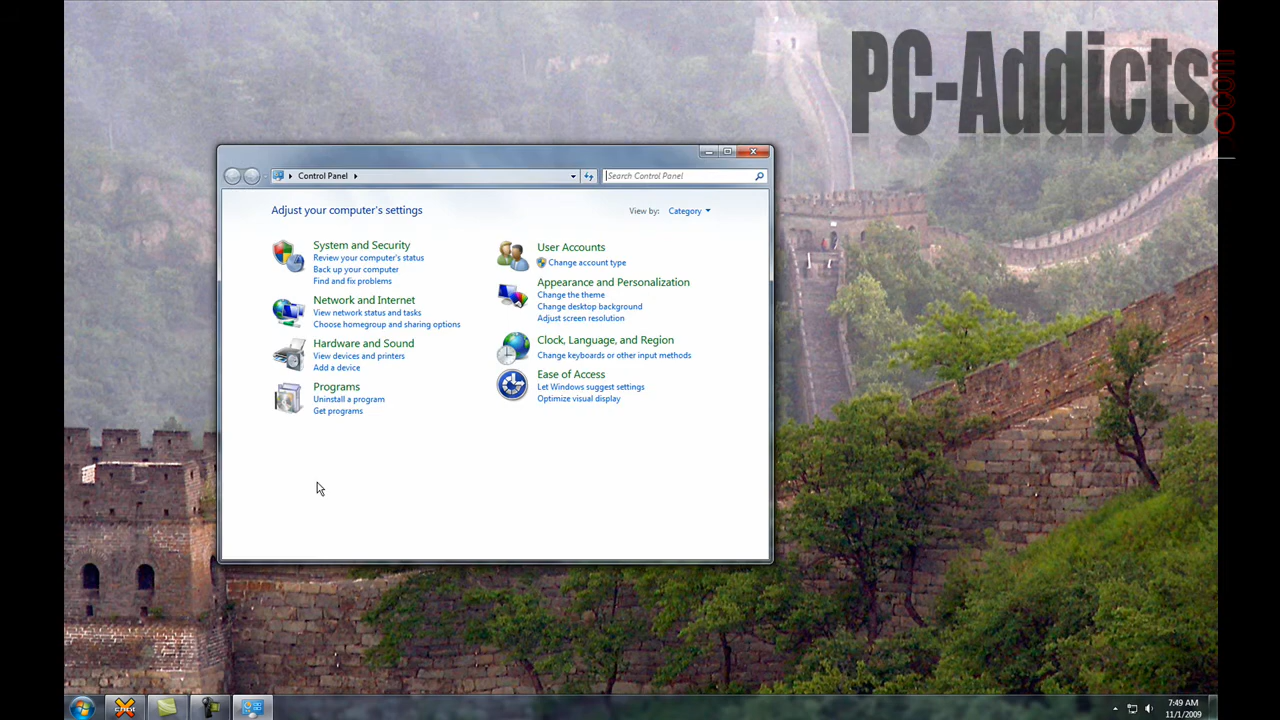 PC-Addicts.com
Control Panel
Search Control Panel
Adjust your computer's settings
View by: Category
System and Security
Review your computer's status
Back up your computer
Find and fix problems
Network and Internet
View network status and tasks
Choose homegroup and sharing options
Hardware and Sound
View devices and printers
Add a device
Programs
Uninstall a program
Get programs
User Accounts
Change account type
Appearance and Personalization
Change the theme
Change desktop background
Adjust screen resolution
Clock, Language, and Region
Change keyboards or other input methods
Ease of Access
Let Windows suggest settings
Optimize visual display
7:49 AM
11/1/2009